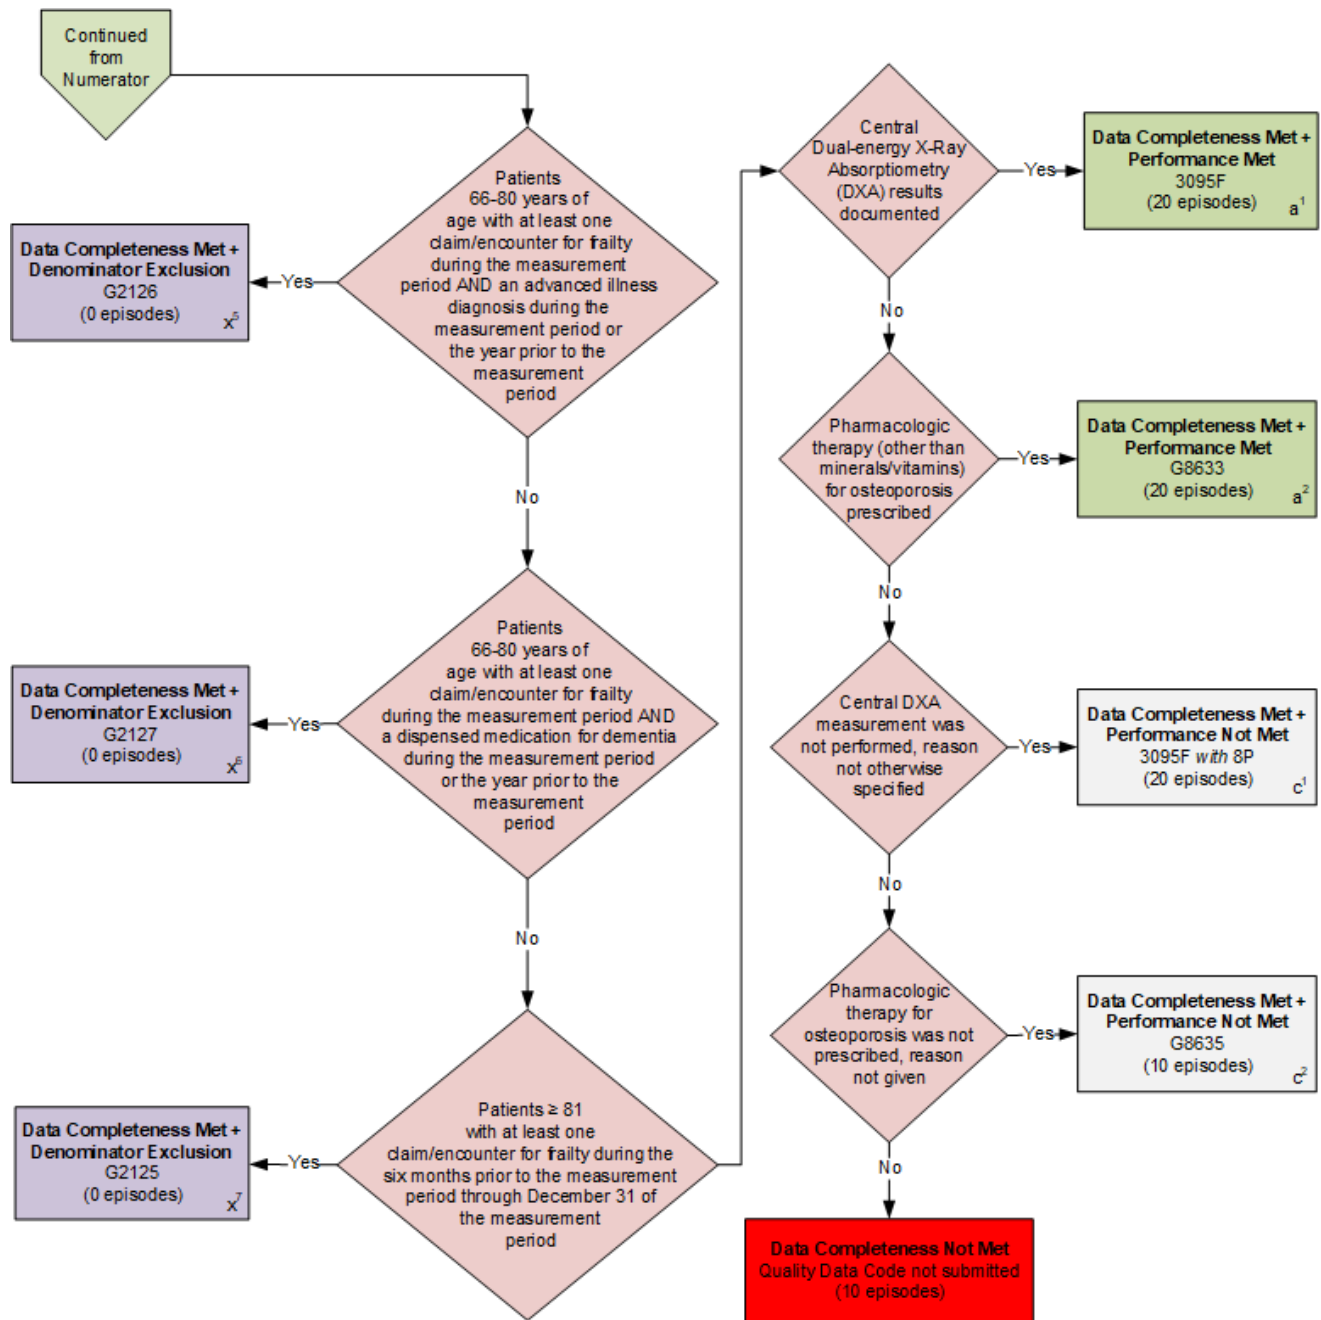 Continued
from
Numerator
Patients
66-80 years of
age with at least one
claim/encounter for frailty
during the measurement
period AND an advanced illness
diagnosis during the
measurement period or
the year prior to the
measurement
period
Yes
Data Completeness Met +
Denominator Exclusion
G2126
(0 episodes)
x⁵
No
Patients
66-80 years of
age with at least one
claim/encounter for frailty
during the measurement period AND
a dispensed medication for dementia
during the measurement period
or the year prior to the
measurement
period
Yes
Data Completeness Met +
Denominator Exclusion
G2127
(0 episodes)
x⁶
No
Patients ≥ 81
with at least one
claim/encounter for frailty during the
six months prior to the measurement
period through December 31 of
the measurement
period
Yes
Data Completeness Met +
Denominator Exclusion
G2125
(0 episodes)
x⁷
Central
Dual-energy X-Ray
Absorptiometry
(DXA) results
documented
Yes
Data Completeness Met +
Performance Met
3095F
(20 episodes)
a¹
No
Pharmacologic
therapy (other than
minerals/vitamins)
for osteoporosis
prescribed
Yes
Data Completeness Met +
Performance Met
G8633
(20 episodes)
a²
No
Central DXA
measurement was
not performed, reason
not otherwise
specified
Yes
Data Completeness Met +
Performance Not Met
3095F with 8P
(20 episodes)
c¹
No
Pharmacologic
therapy for
osteoporosis was not
prescribed, reason
not given
Yes
Data Completeness Met +
Performance Not Met
G8635
(10 episodes)
c²
No
Data Completeness Not Met
Quality Data Code not submitted
(10 episodes)